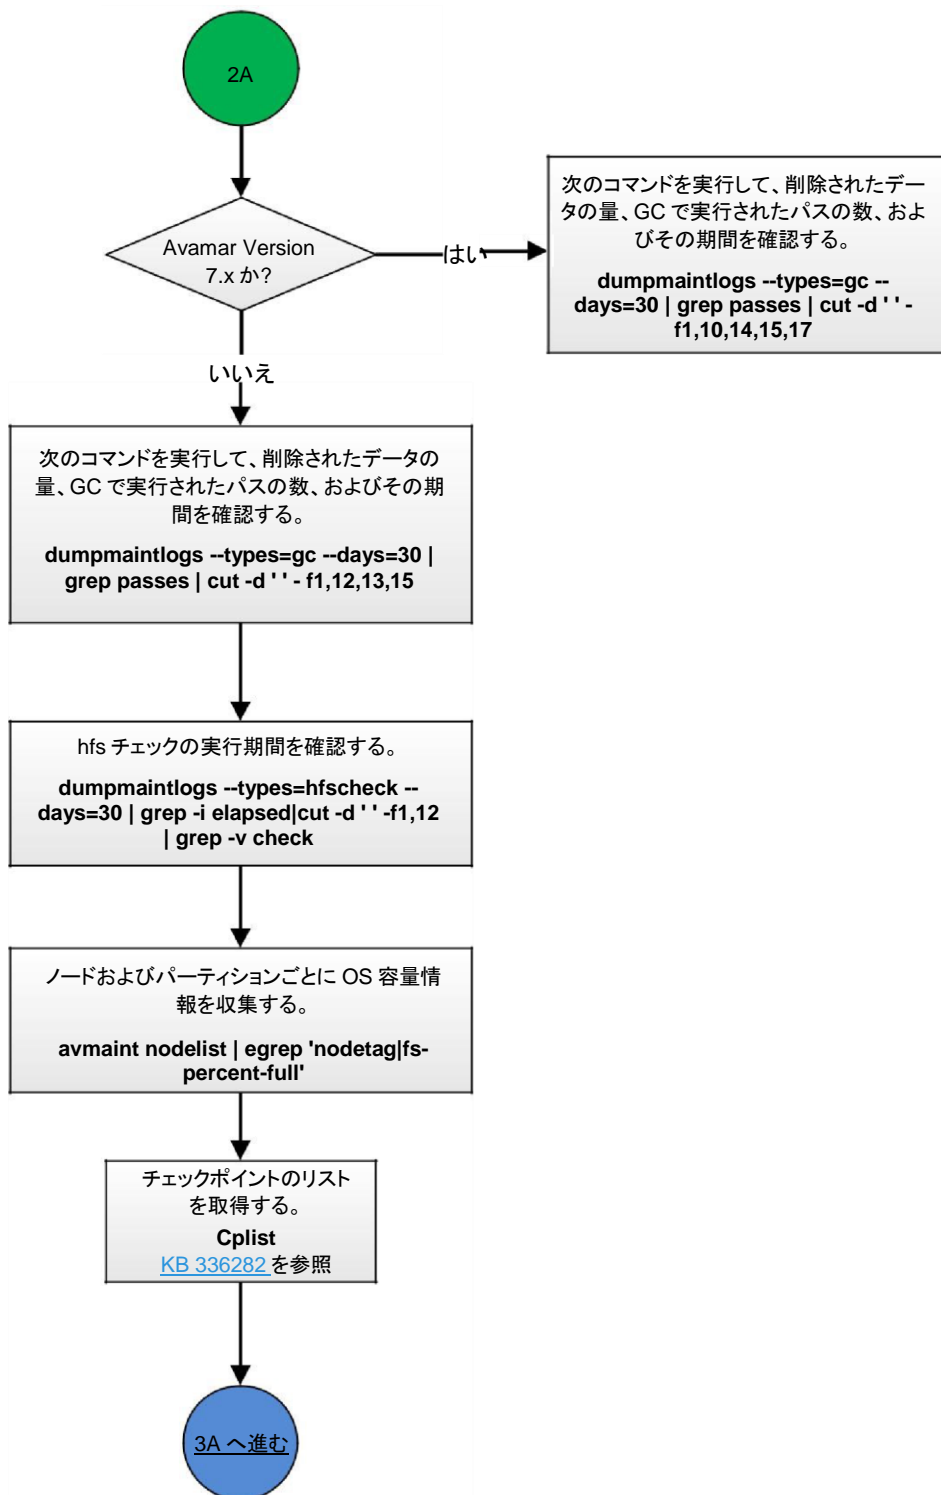 2A
Avamar Version
7.x か?
はい
次のコマンドを実行して、削除されたデー
タの量、GC で実行されたパスの数、およ
びその期間を確認する。
dumpmaintlogs --types=gc --
days=30 | grep passes | cut -d ' ' -
f1,10,14,15,17
いいえ
次のコマンドを実行して、削除されたデータの
量、GC で実行されたパスの数、およびその期
間を確認する。
dumpmaintlogs --types=gc --days=30 |
grep passes | cut -d ' ' - f1,12,13,15
hfs チェックの実行期間を確認する。
dumpmaintlogs --types=hfscheck --
days=30 | grep -i elapsed|cut -d ' ' -f1,12
| grep -v check
ノードおよびパーティションごとに OS 容量情
報を収集する。
avmaint nodelist | egrep 'nodetag|fs-
percent-full'
チェックポイントのリスト
を取得する。
Cplist
KB 336282 を参照
3A へ進む